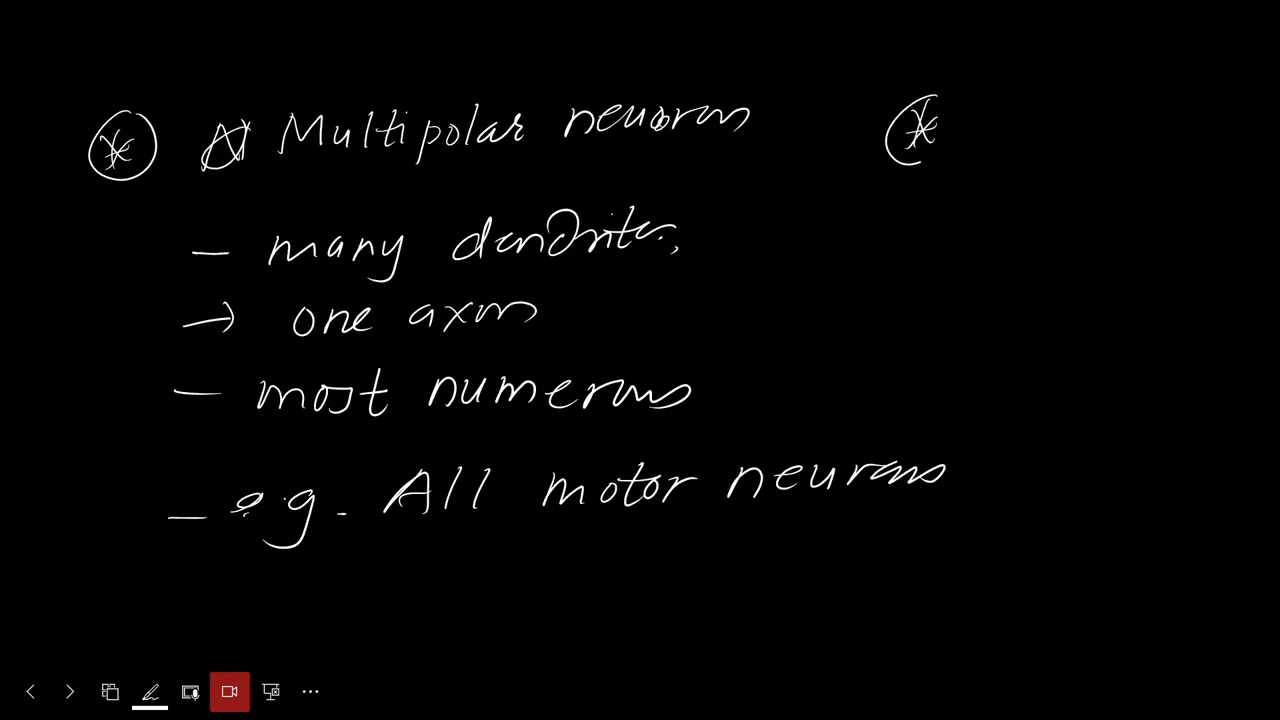 * Multipolar neurons *
- many dendrites,
→ one axon
- most numerous
- e.g. All motor neurons